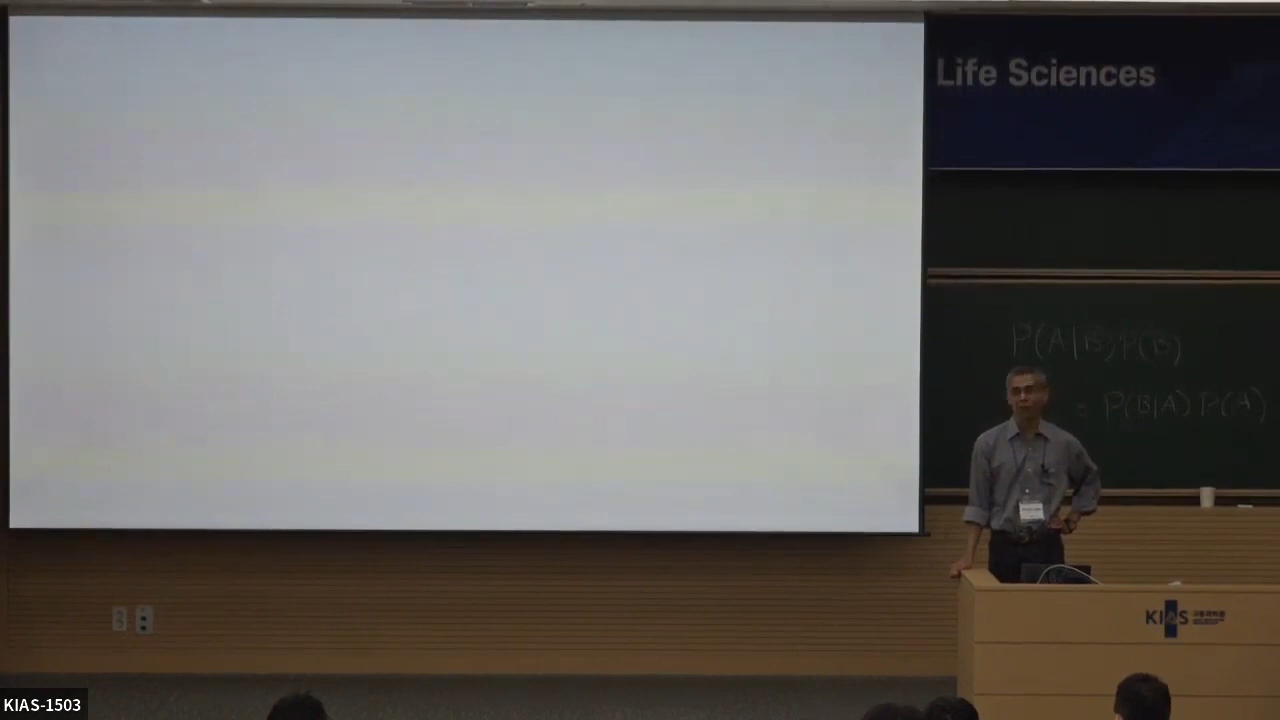 Life Sciences
P(A|B)P(B)
= P(B|A) P(A)
KIAS
KIAS-1503